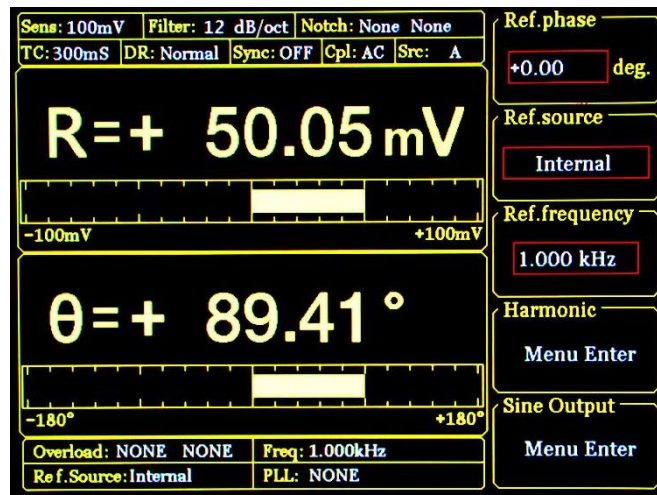 Sens: 100mV Filter: 12 dB/oct Notch: None None
TC: 300mS DR: Normal Sync: OFF Cpl: AC Src: A
R=+ 50.05 mV
-100mV +100mV
θ=+ 89.41 °
-180° +180°
Overload: NONE NONE Freq: 1.000kHz
Ref.Source: Internal PLL: NONE
Ref.phase
+0.00 deg.
Ref.source
Internal
Ref.frequency
1.000 kHz
Harmonic
Menu Enter
Sine Output
Menu Enter